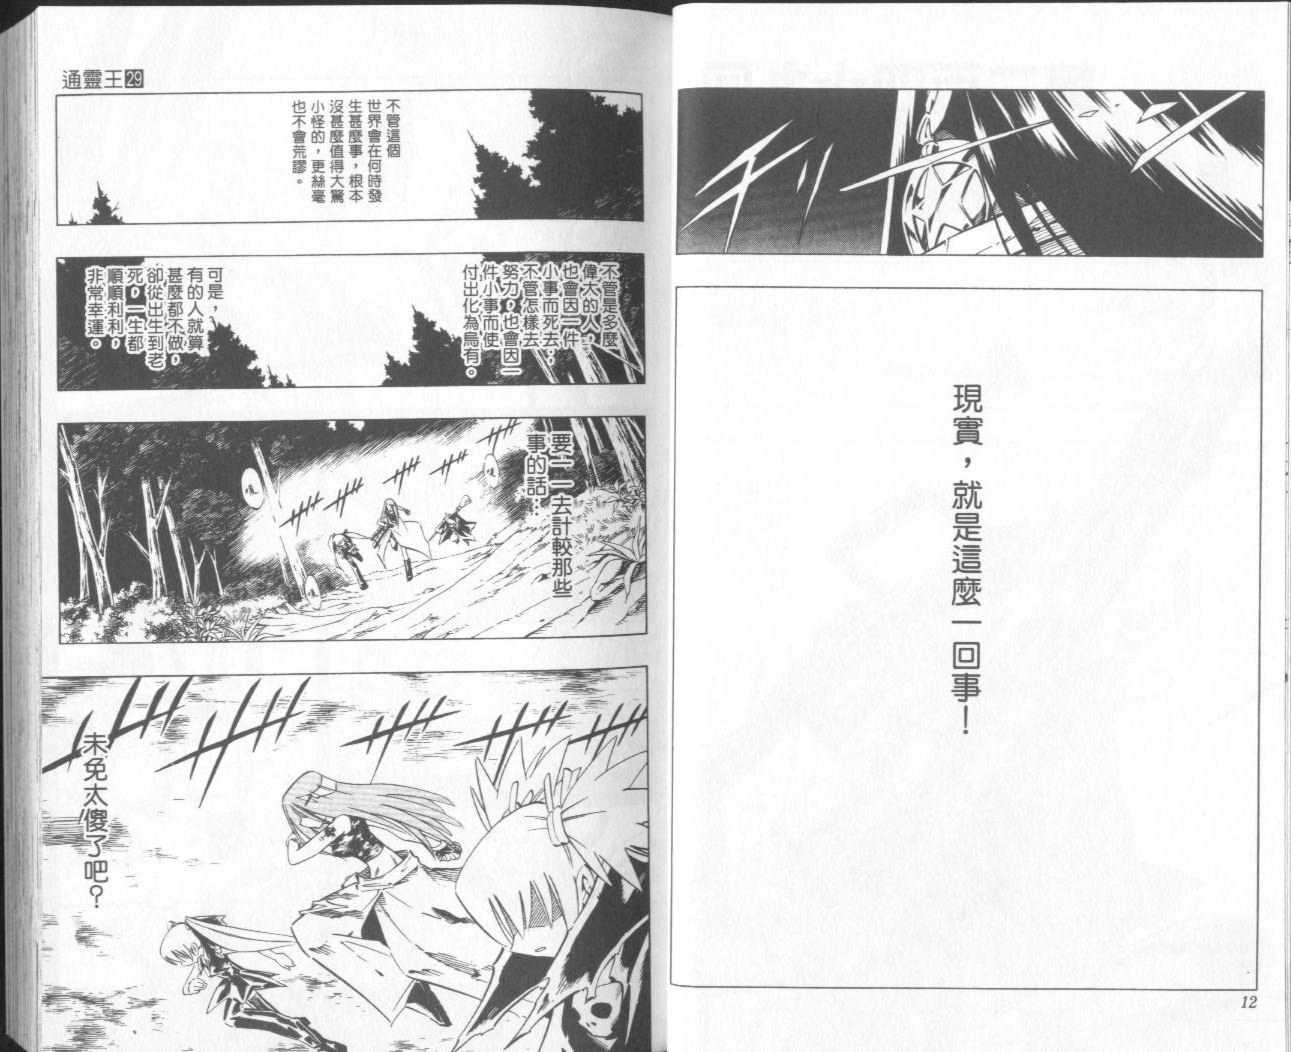 現實，就是這麼一回事！
12
通靈王29
不管這個
世界會在何時發
生甚麼事，根本
沒甚麼值得大驚
小怪的，更絲毫
也不會荒謬。
不管是多麼
偉大的人，
也會因一件
小事而死去；
不管怎樣去
努力，也會因一
件小事而使
付出化為烏有。
可是，
有的人就算
甚麼都不做，
卻從出生到老
死，一生都
順順利利，
非常幸運。
要一一去計較那些
事的話…
未免太傻了吧？